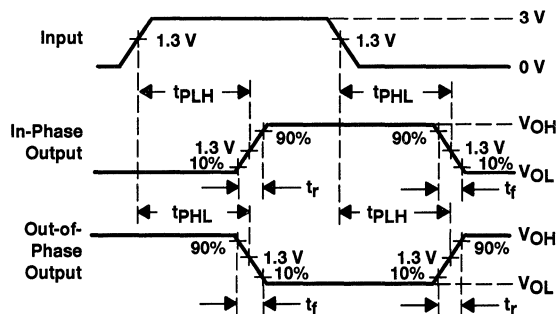 3 V
Input
1.3 V
1.3 V
0 V
tPLH
tPHL
VOH
In-Phase
Output
90%
90%
1.3 V
1.3 V
10%
10%
VOL
tr
tf
tPHL
tPLH
Out-of-
Phase
Output
VOH
90%
90%
1.3 V
1.3 V
10%
10%
VOL
tf
tr